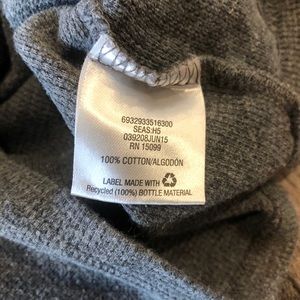 6932933516300
SEAS:H5
039208JUN15
RN 15099
100% COTTON/ALGODÓN
LABEL MADE WITH
Recycled (100%) BOTTLE MATERIAL